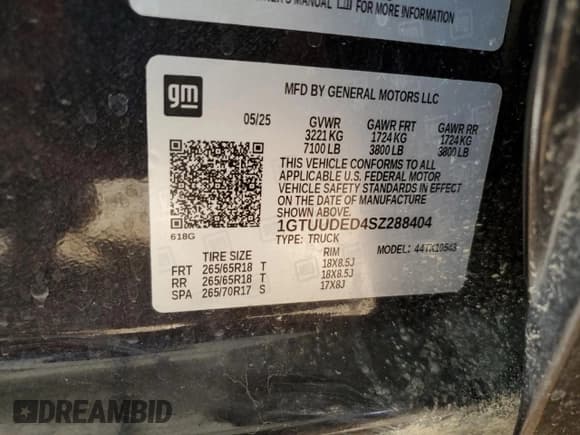 OWNER'S MANUAL FOR MORE INFORMATION
gm
MFD BY GENERAL MOTORS LLC
05/25 GVWR GAWR FRT GAWR RR
3221 KG 1724 KG 1724 KG
7100 LB 3800 LB 3800 LB
THIS VEHICLE CONFORMS TO ALL
APPLICABLE U.S. FEDERAL MOTOR
VEHICLE SAFETY STANDARDS IN EFFECT
ON THE DATE OF MANUFACTURE
SHOWN ABOVE.
618G
1GTUUDED4SZ288404
TYPE: TRUCK
MODEL: 44TK10543
TIRE SIZE RIM
FRT 265/65R18 T 18X8.5J
RR 265/65R18 T 18X8.5J
SPA 265/70R17 S 17X8J
DREAMBID